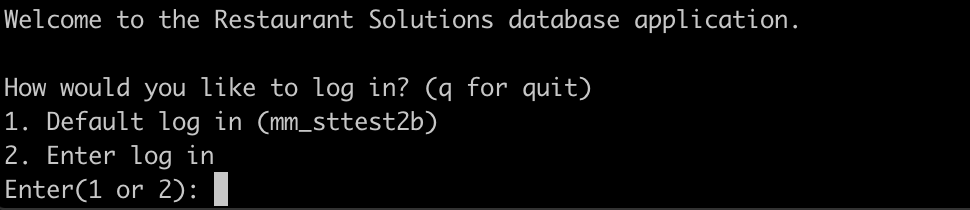 Welcome to the Restaurant Solutions database application.
How would you like to log in? (q for quit)
1. Default log in (mm_sttest2b)
2. Enter log in
Enter(1 or 2):